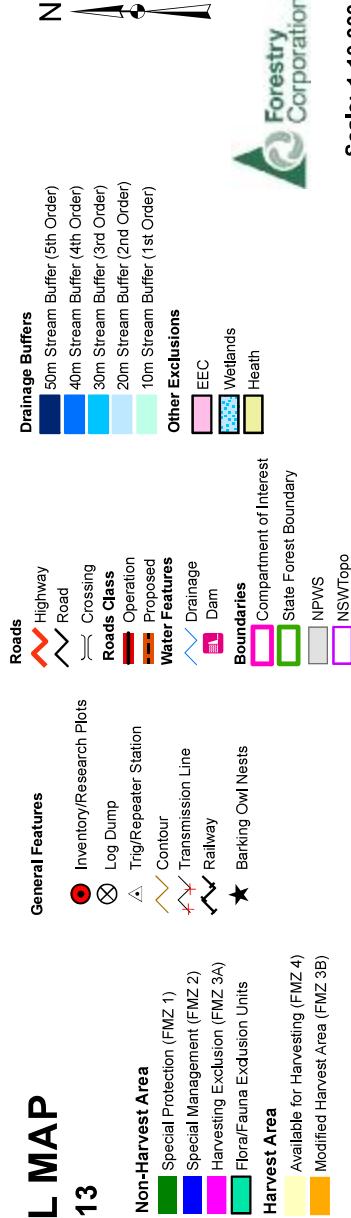 L MAP
13
Non-Harvest Area
Special Protection (FMZ 1)
Special Management (FMZ 2)
Harvesting Exclusion (FMZ 3A)
Flora/Fauna Exclusion Units
Harvest Area
Available for Harvesting (FMZ 4)
Modified Harvest Area (FMZ 3B)
General Features
Inventory/Research Plots
Log Dump
Trig/Repeater Station
Contour
Transmission Line
Railway
Barking Owl Nests
Roads
Highway
Road
Crossing
Roads Class
Operation
Proposed
Water Features
Drainage
Dam
Boundaries
Compartment of Interest
State Forest Boundary
NPWS
NSWTopo
Drainage Buffers
50m Stream Buffer (5th Order)
40m Stream Buffer (4th Order)
30m Stream Buffer (3rd Order)
20m Stream Buffer (2nd Order)
10m Stream Buffer (1st Order)
Other Exclusions
EEC
Wetlands
Heath
N
Forestry
Corporation